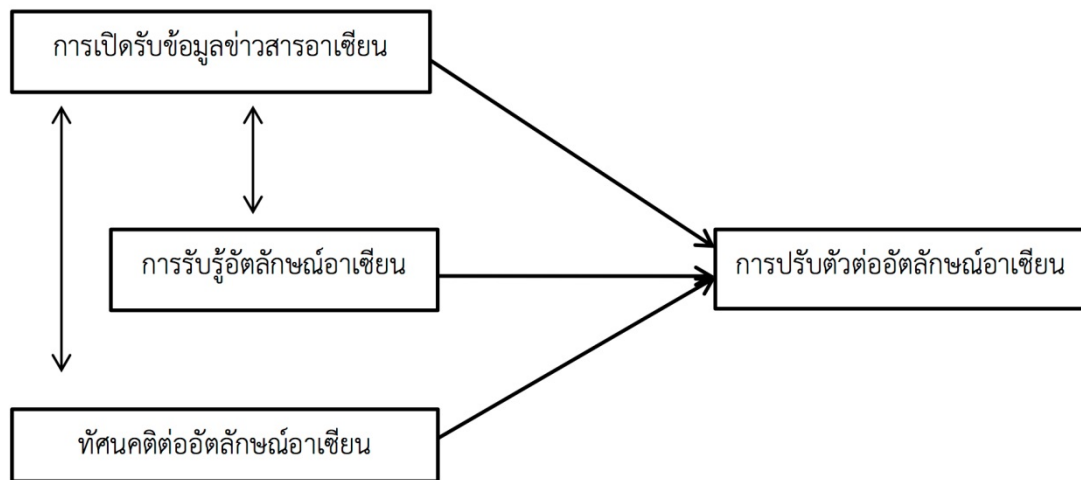 การเปิดรับข้อมูลข่าวสารอาเซียน
การรับรู้อัตลักษณ์อาเซียน
การปรับตัวต่ออัตลักษณ์อาเซียน
ทัศนคติต่ออัตลักษณ์อาเซียน